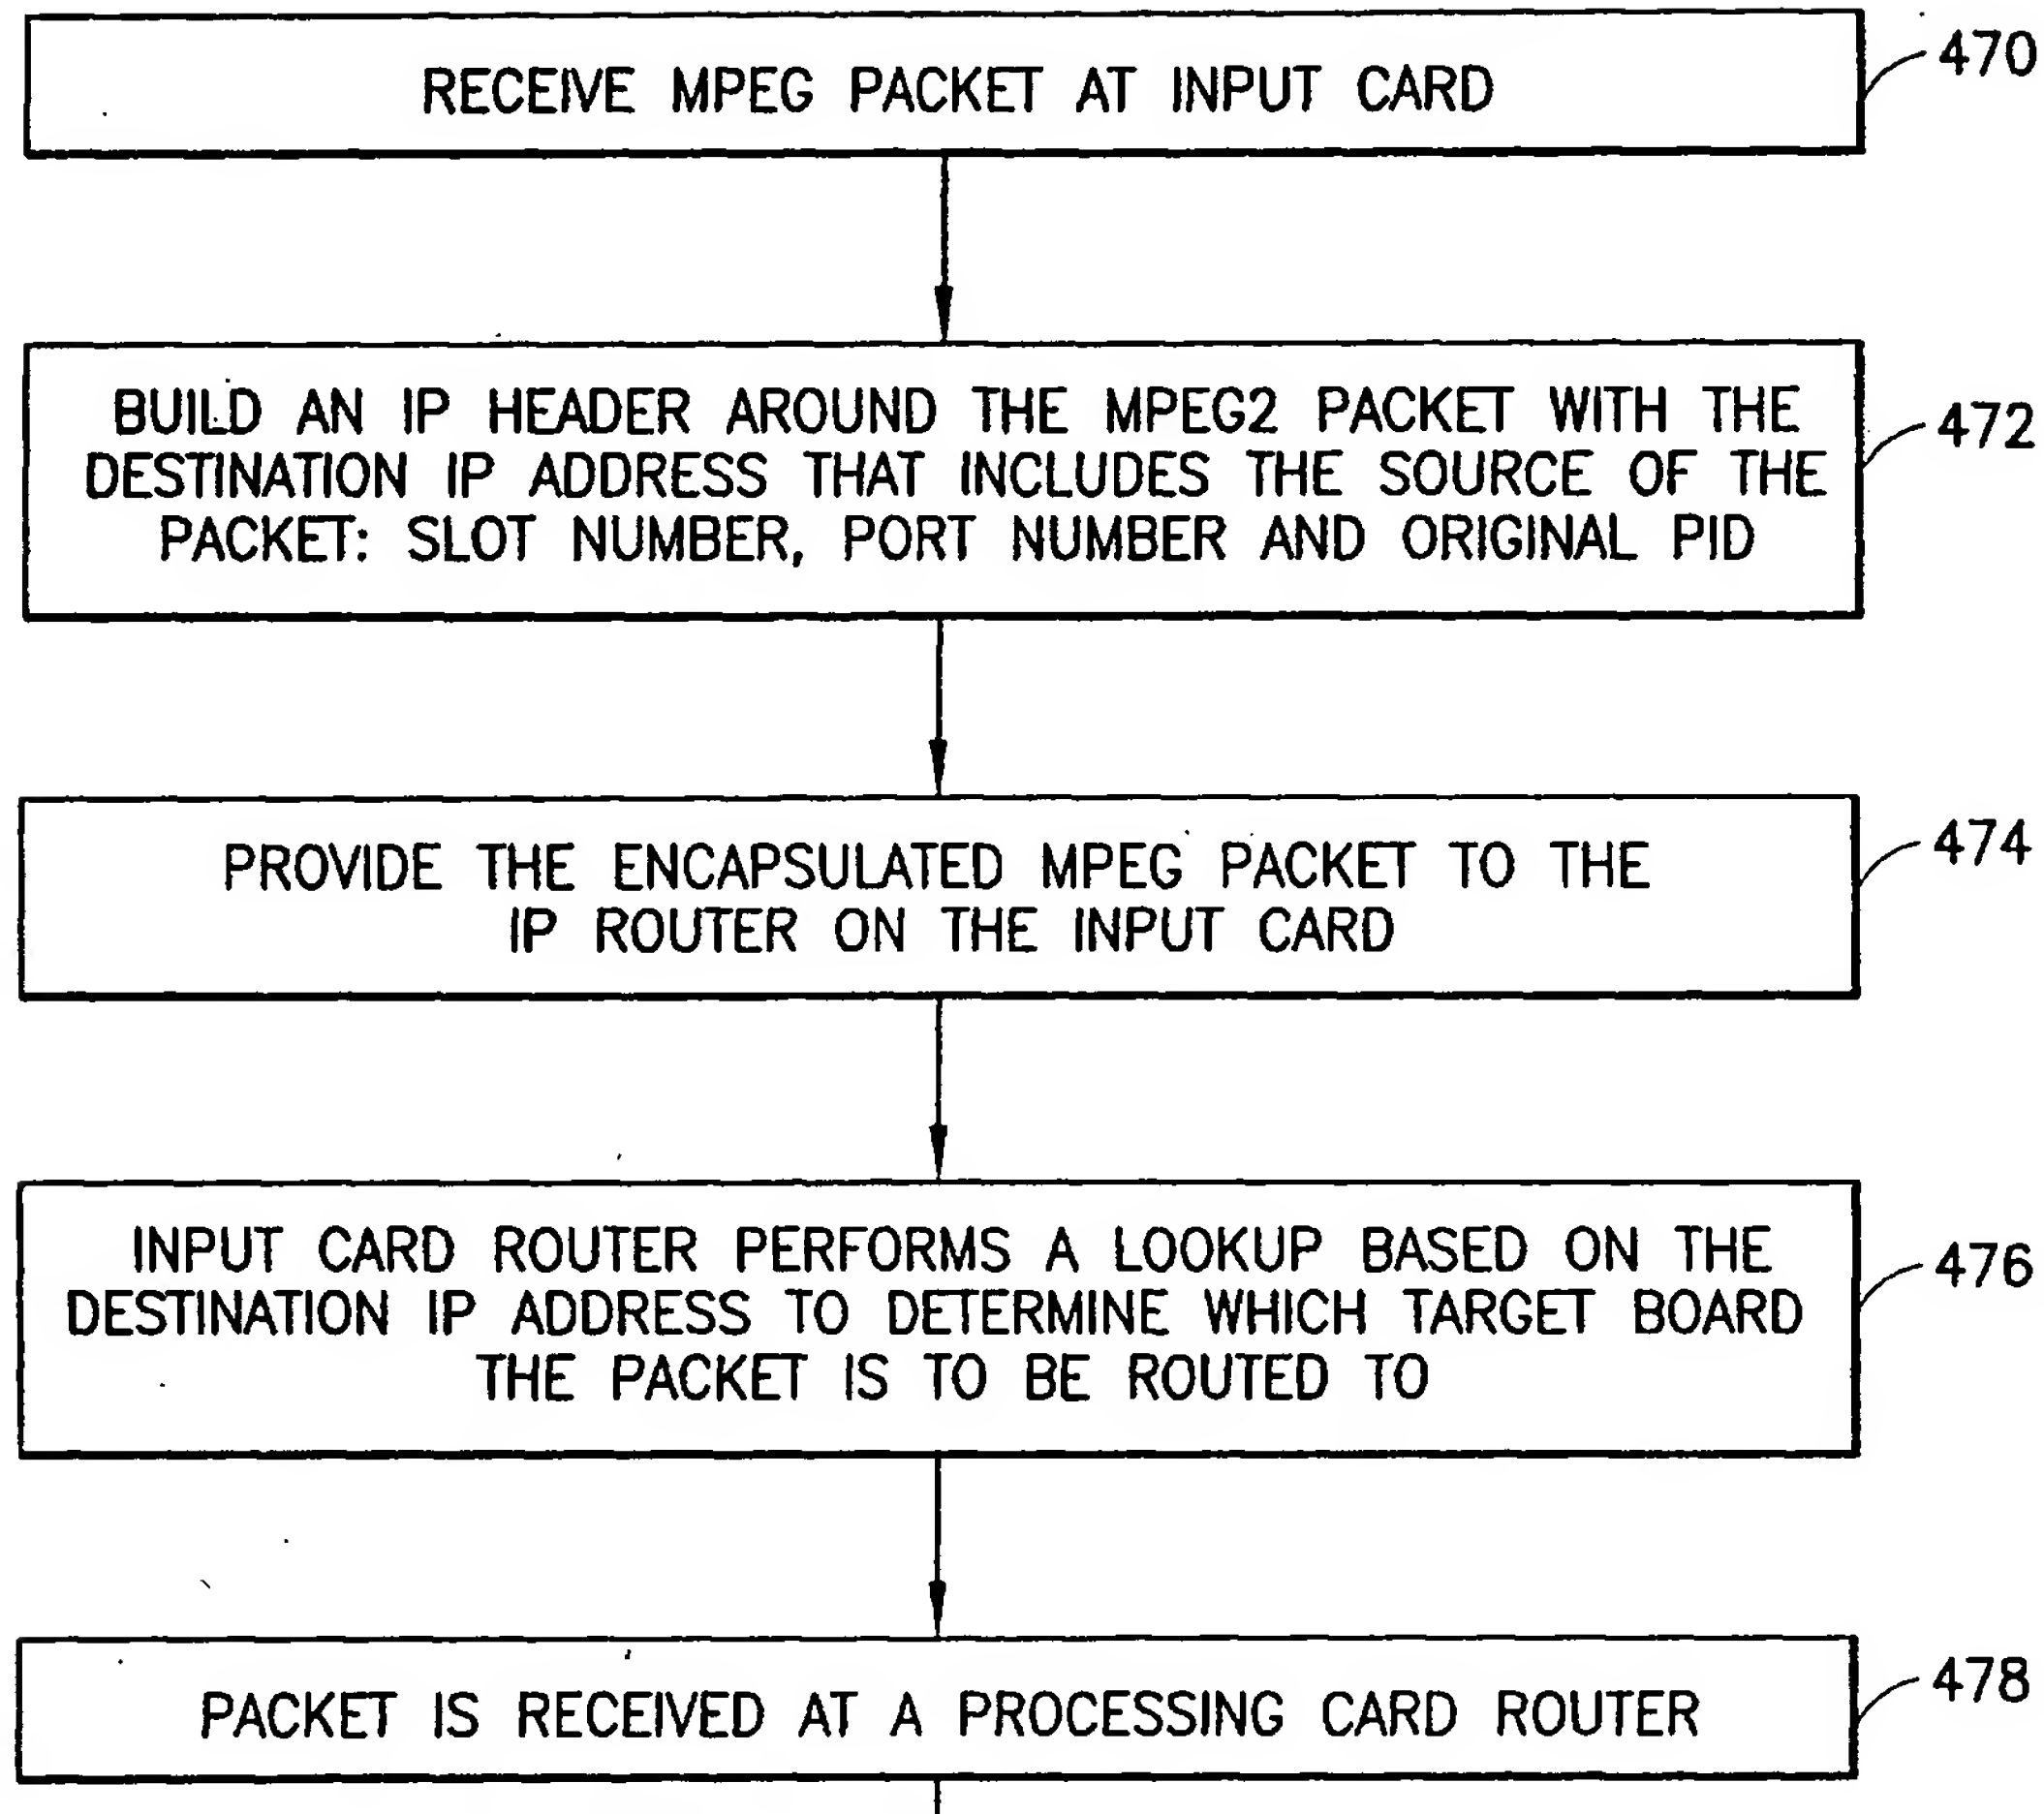 RECEIVE MPEG PACKET AT INPUT CARD
470
BUILD AN IP HEADER AROUND THE MPEG2 PACKET WITH THE
DESTINATION IP ADDRESS THAT INCLUDES THE SOURCE OF THE
PACKET: SLOT NUMBER, PORT NUMBER AND ORIGINAL PID
472
PROVIDE THE ENCAPSULATED MPEG PACKET TO THE
IP ROUTER ON THE INPUT CARD
474
INPUT CARD ROUTER PERFORMS A LOOKUP BASED ON THE
DESTINATION IP ADDRESS TO DETERMINE WHICH TARGET BOARD
THE PACKET IS TO BE ROUTED TO
476
PACKET IS RECEIVED AT A PROCESSING CARD ROUTER
478